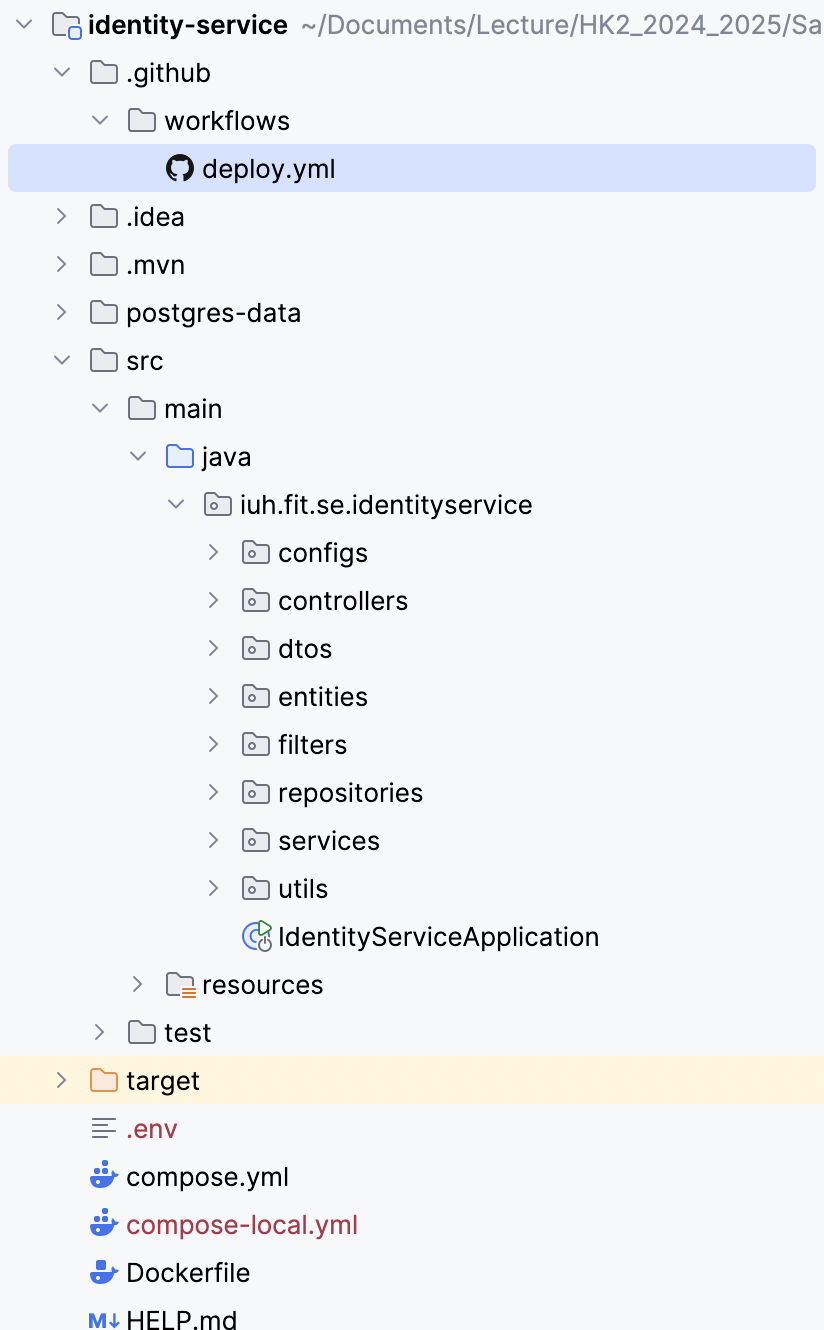 identity-service ~/Documents/Lecture/HK2_2024_2025/Sa
.github
workflows
deploy.yml
.idea
.mvn
postgres-data
src
main
java
iuh.fit.se.identityservice
configs
controllers
dtos
entities
filters
repositories
services
utils
IdentityServiceApplication
resources
test
target
.env
compose.yml
compose-local.yml
Dockerfile
M↓ HELP.md